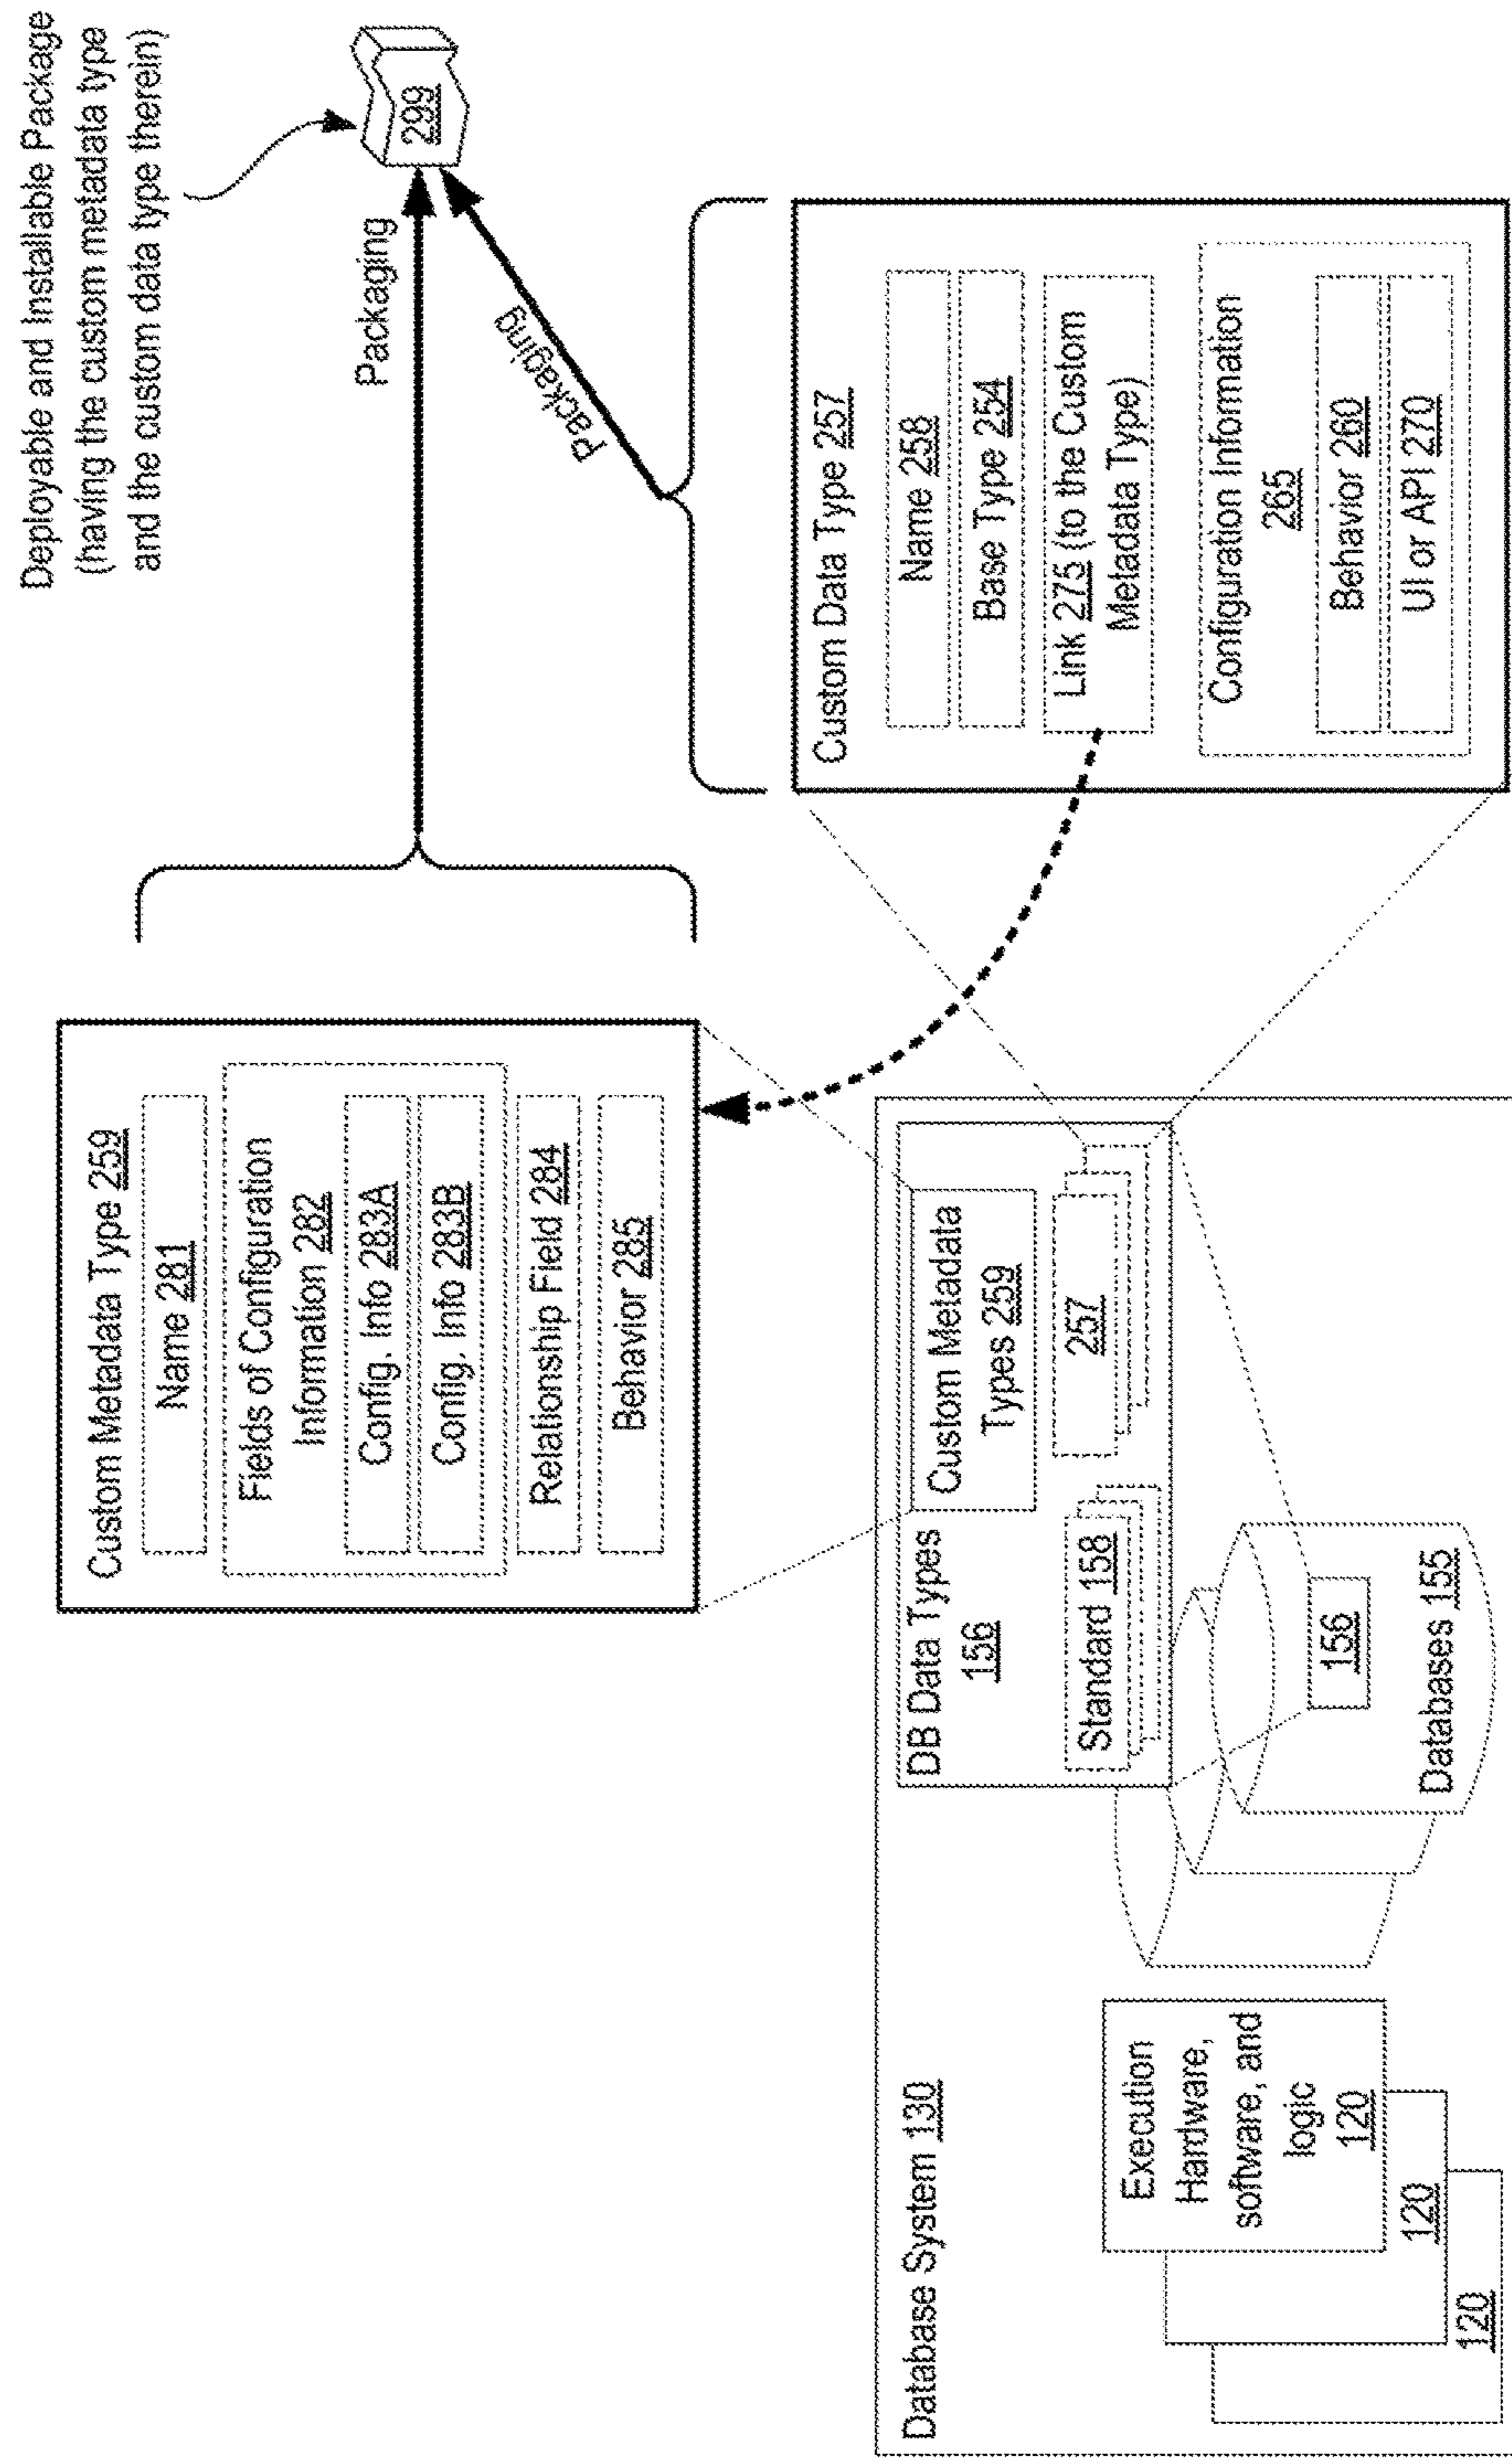 Deployable and Installable Package
(having the custom metadata type
and the custom data type therein)
299
Packaging
Packaging
Custom Metadata Type 259
Name 281
Fields of Configuration
Information 282
Config. Info 283A
Config. Info 283B
Relationship Field 284
Behavior 285
Custom Data Type 257
Name 258
Base Type 254
Link 275 (to the Custom
Metadata Type)
Configuration Information
265
Behavior 260
UI or API 270
Database System 130
Execution
Hardware,
software, and
logic
120
120
120
DB Data Types
156
Custom Metadata
Types 259
Standard 158
257
156
Databases 155